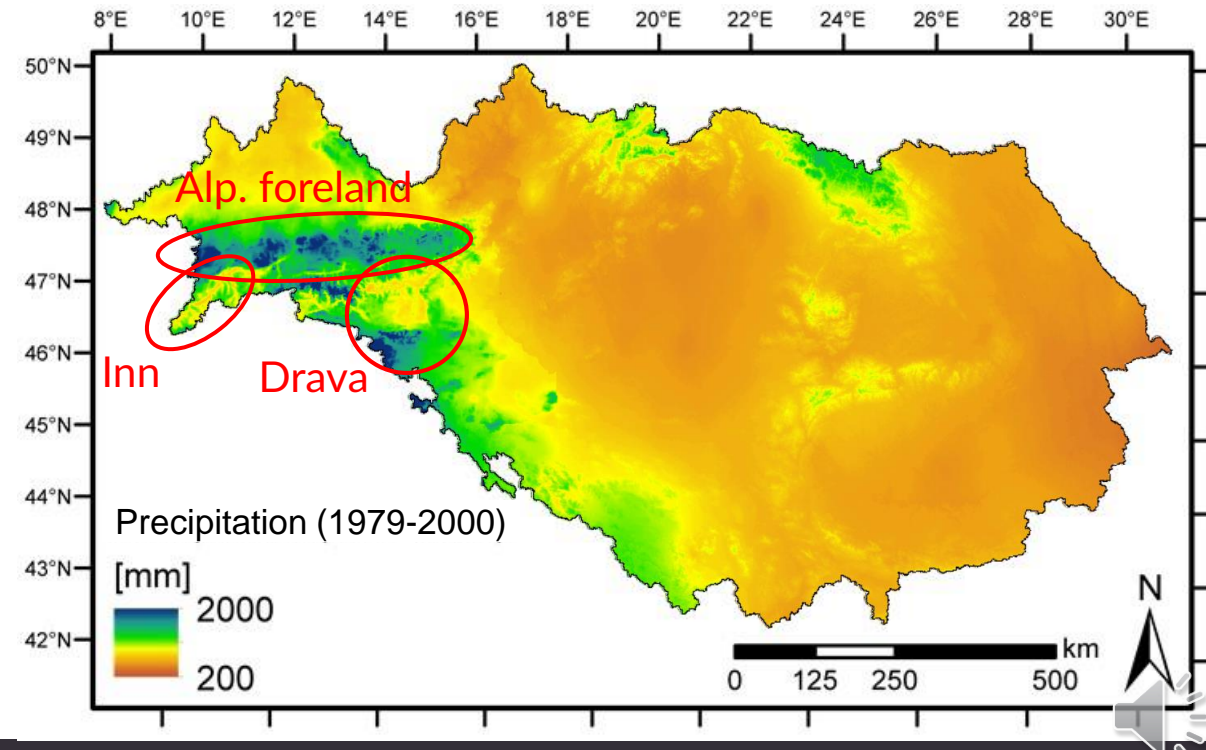 8°E 10°E 12°E 14°E 16°E 18°E 20°E 22°E 24°E 26°E 28°E 30°E
50°N
49°N
48°N
47°N
46°N
45°N
44°N
43°N
42°N
Alp. foreland
Inn
Drava
Precipitation (1979-2000)
[mm]
2000
200
N
km
0 125 250 500